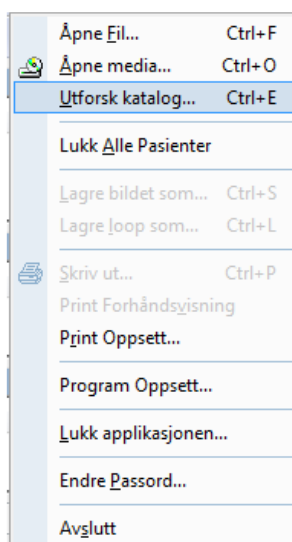 Åpne Fil... Ctrl+F
Åpne media... Ctrl+O
Utforsk katalog... Ctrl+E
Lukk Alle Pasienter
Lagre bildet som... Ctrl+S
Lagre loop som... Ctrl+L
Skriv ut... Ctrl+P
Print Forhåndsvisning
Print Oppsett...
Program Oppsett...
Lukk applikasjonen...
Endre Passord...
Avslutt